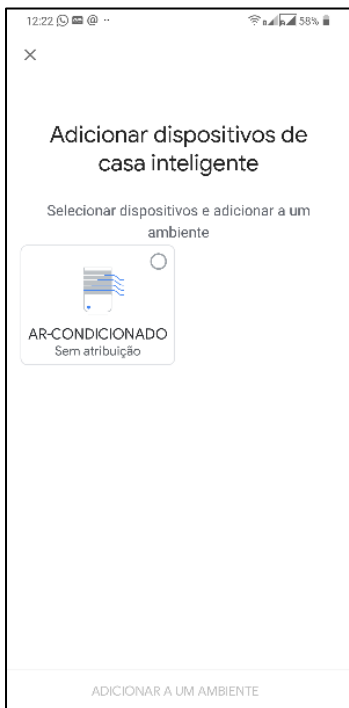 12:22 58%
Adicionar dispositivos de
casa inteligente
Selecionar dispositivos e adicionar a um
ambiente
AR-CONDICIONADO
Sem atribuição
ADICIONAR A UM AMBIENTE